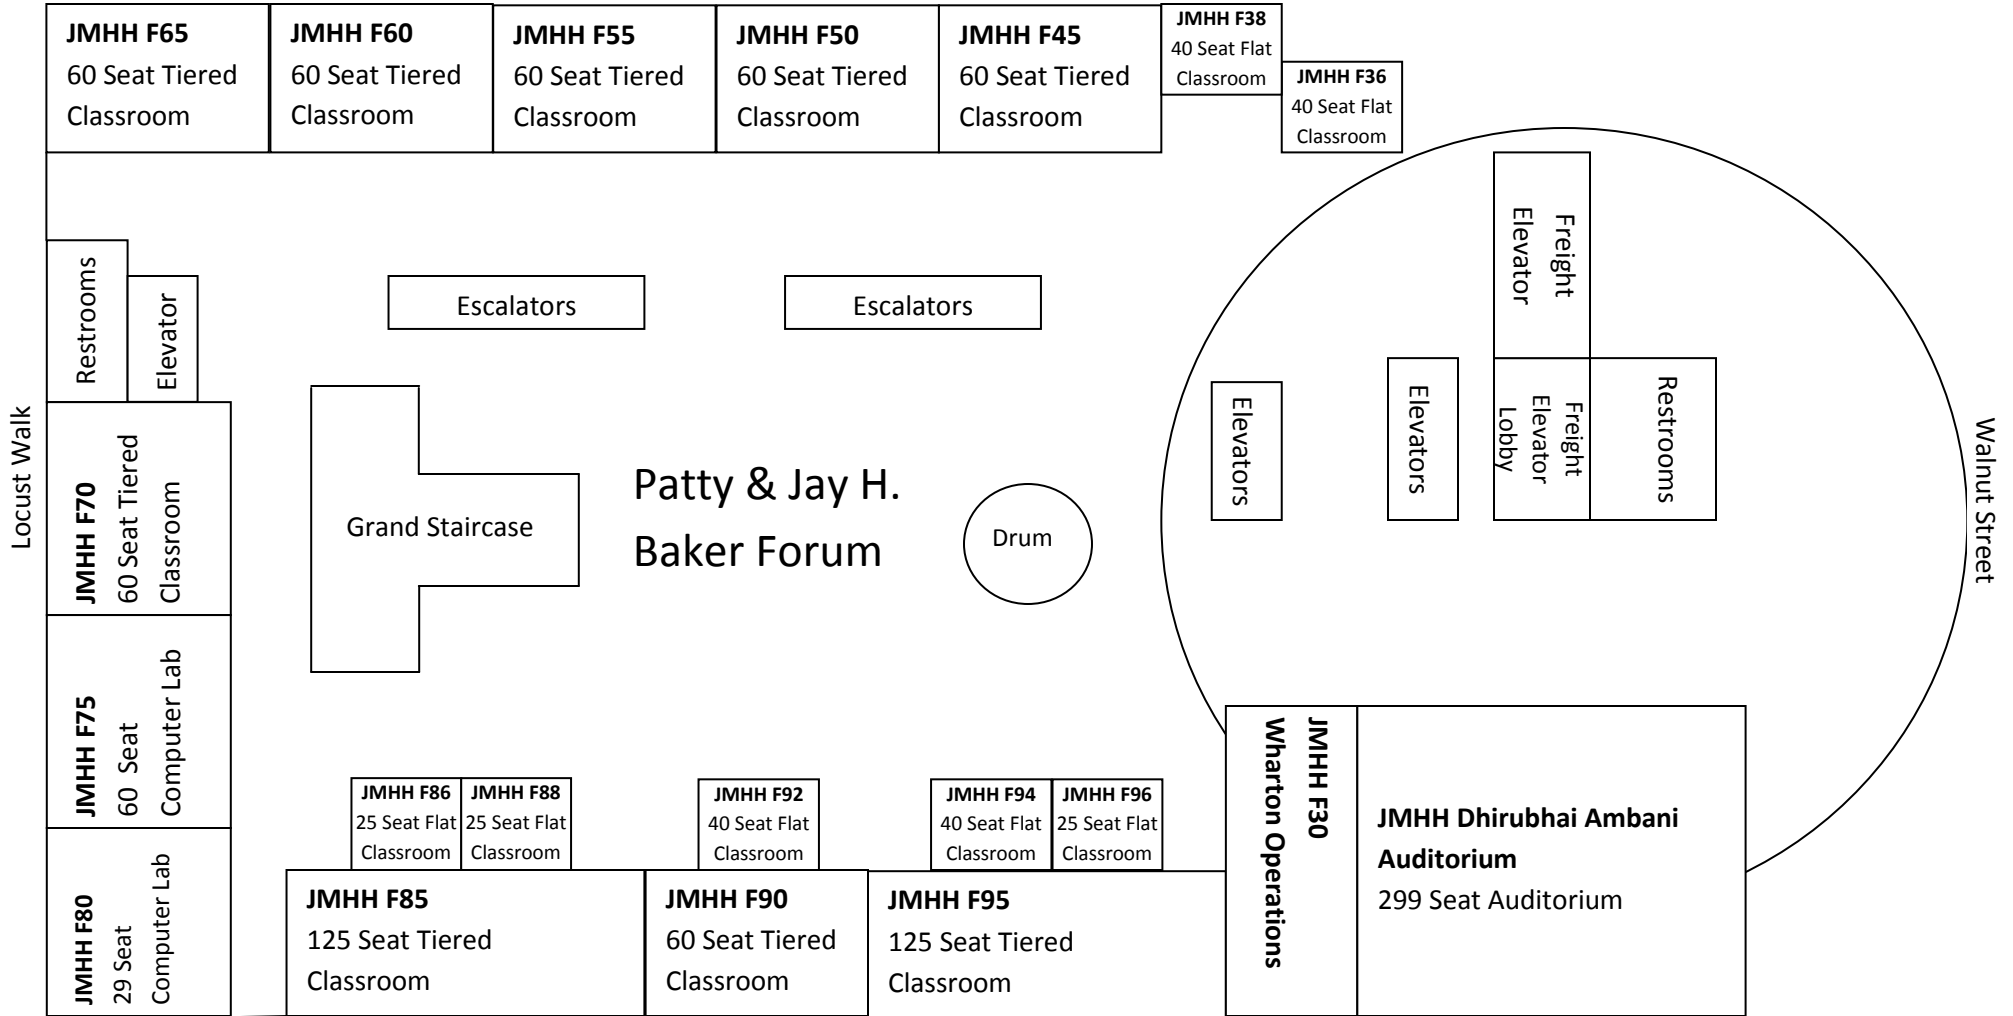 JMHH F65
60 Seat Tiered
Classroom
JMHH F60
60 Seat Tiered
Classroom
JMHH F55
60 Seat Tiered
Classroom
JMHH F50
60 Seat Tiered
Classroom
JMHH F45
60 Seat Tiered
Classroom
JMHH F38
40 Seat Flat
Classroom
JMHH F36
40 Seat Flat
Classroom
Restrooms
Elevator
Escalators
Escalators
Freight
Elevator
Elevators
Elevators
Freight
Elevator
Lobby
Restrooms
Locust Walk
JMHH F70
60 Seat Tiered
Classroom
Grand Staircase
Patty & Jay H.
Baker Forum
Drum
Walnut Street
JMHH F75
60 Seat
Computer Lab
JMHH F80
29 Seat
Computer Lab
JMHH F86
25 Seat Flat
Classroom
JMHH F88
25 Seat Flat
Classroom
JMHH F92
40 Seat Flat
Classroom
JMHH F94
40 Seat Flat
Classroom
JMHH F96
25 Seat Flat
Classroom
JMHH F85
125 Seat Tiered
Classroom
JMHH F90
60 Seat Tiered
Classroom
JMHH F95
125 Seat Tiered
Classroom
JMHH F30
Wharton Operations
JMHH Dhirubhai Ambani
Auditorium
299 Seat Auditorium